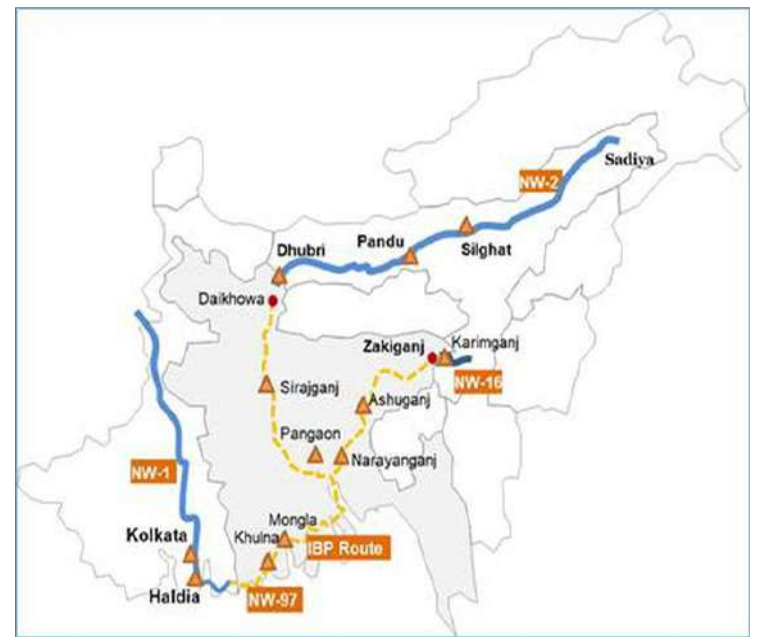 Sadiya
NW-2
Pandu
Silghat
Dhubri
Daikhowa
Zakiganj
Karimganj
NW-16
Sirajganj
Ashuganj
Pangaon
Narayanganj
NW-1
Mongla
Kolkata
Khulna
IBP Route
Haldia
NW-97